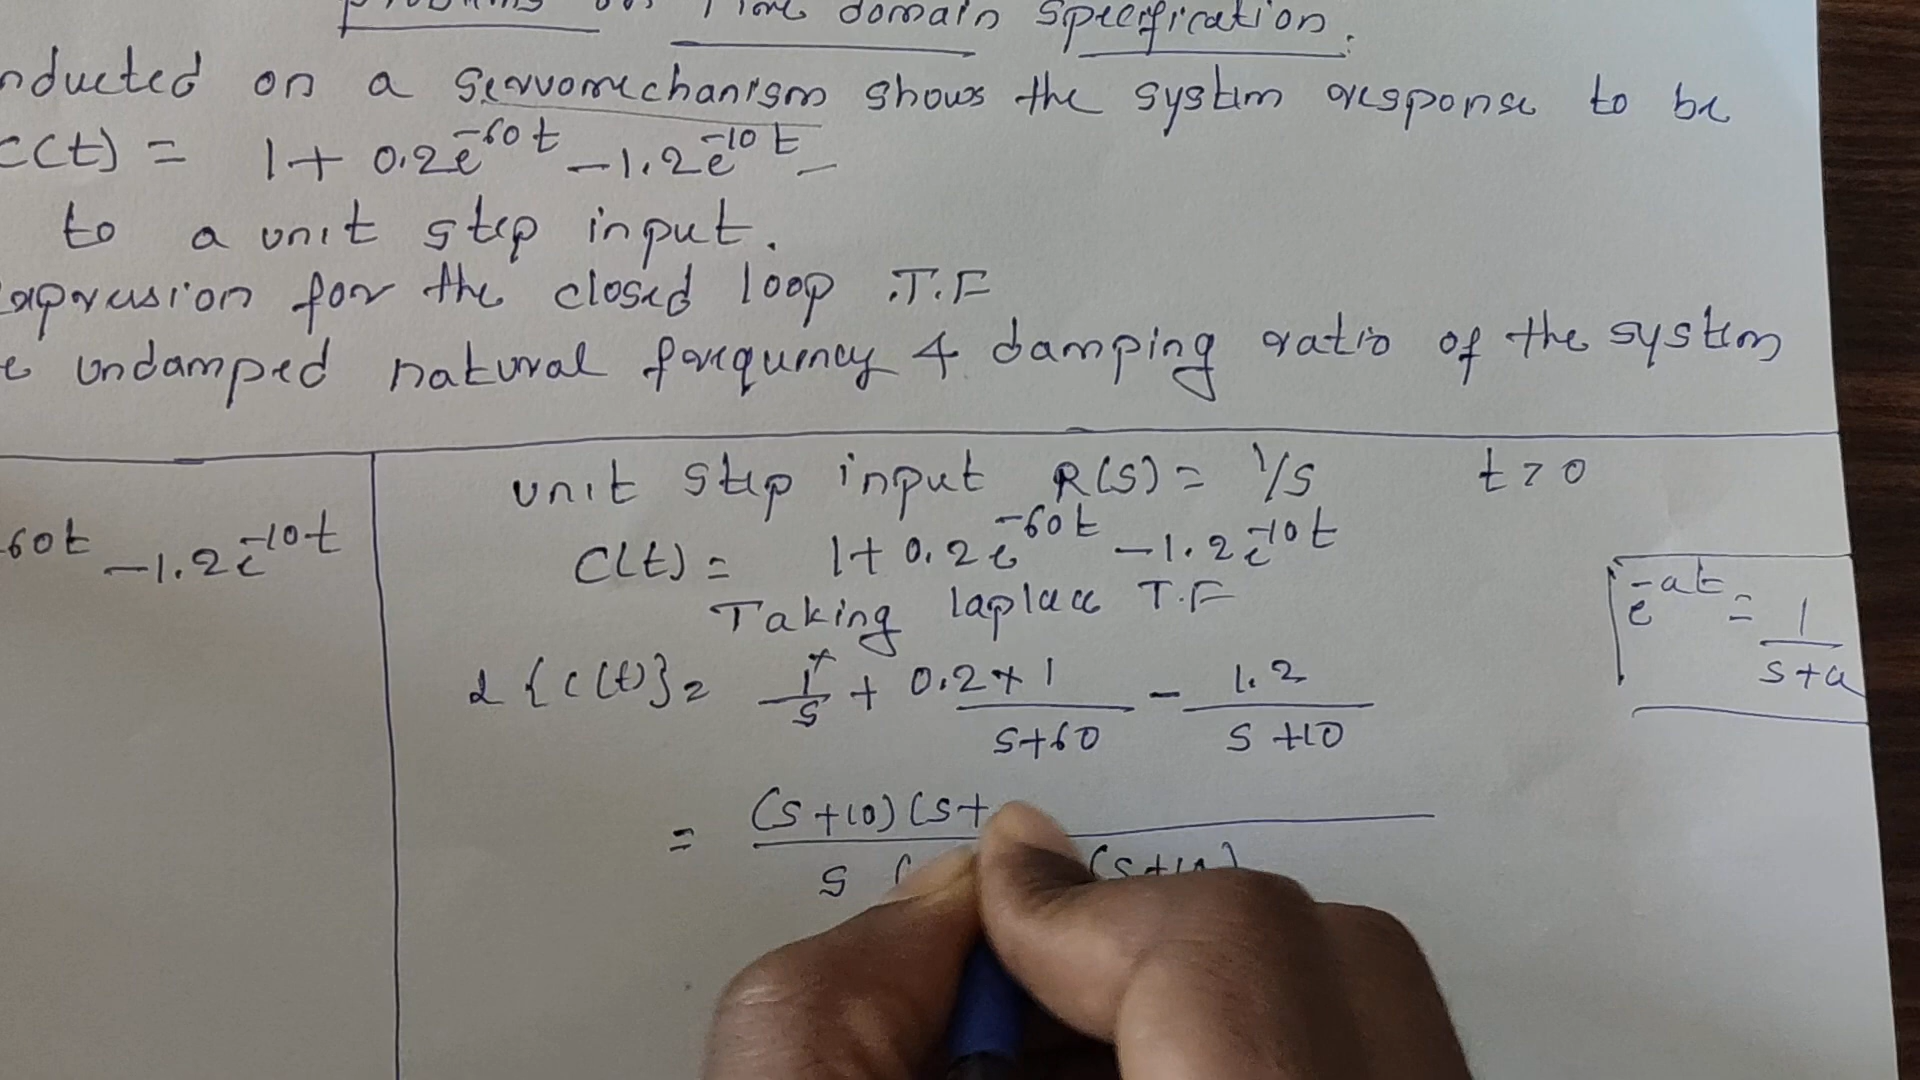 Time domain specification.
nducted on a servomechanism shows the system response to be
c(t) = 1 + 0.2e^-60t - 1.2e^-10t
to a unit step input.
expression for the closed loop .T.F
e undamped natural frequency & damping ratio of the system
unit step input R(S) = 1/s t>0
60t - 1.2e^-10t
C(t) = 1 + 0.2e^-60t - 1.2e^-10t
Taking laplace T.F
e^-at = 1/s+a
L{c(t)} = 1/s + 0.2*1/s+60 - 1.2/s+10
= (s+10)(s+
s ( (s+10)